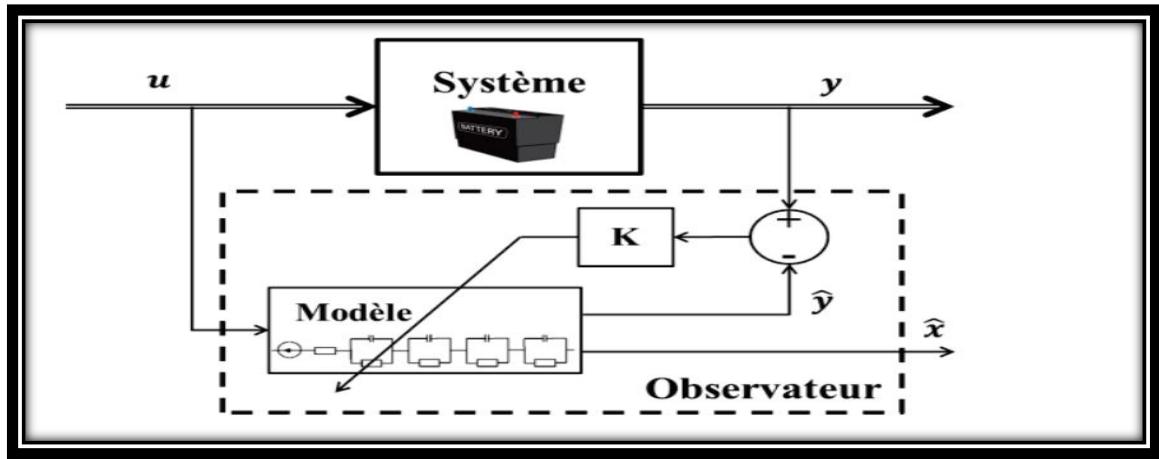 u
Système
y
BATTERY
+
K
-
Modèle
ŷ
x̂
Observateur